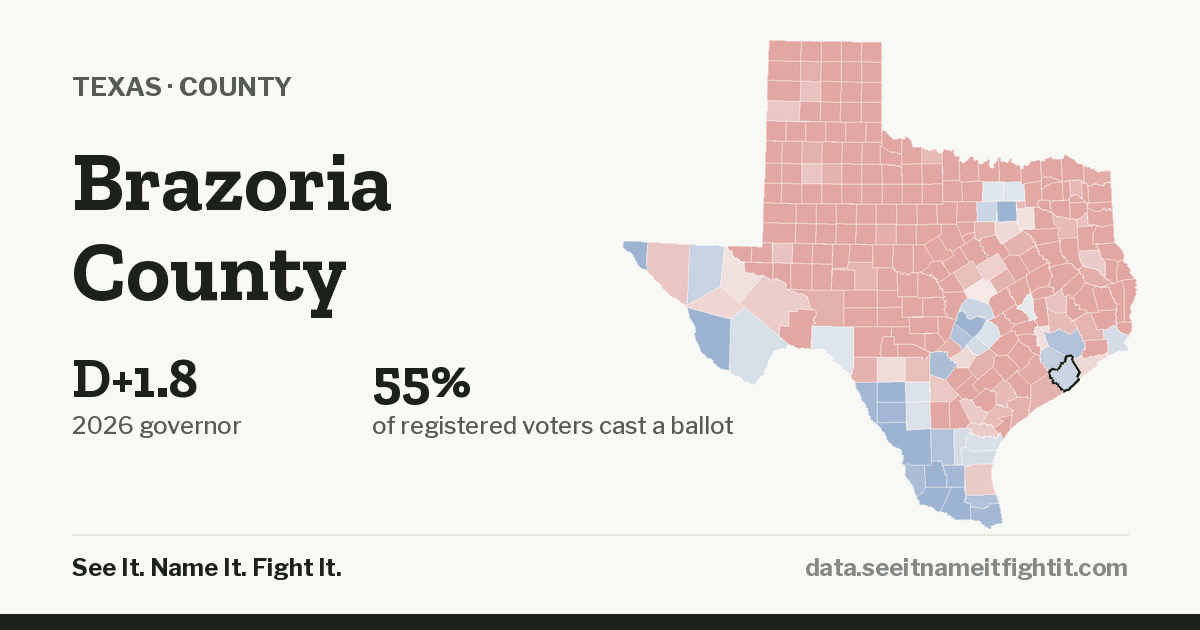 TEXAS · COUNTY
Brazoria
County
D+1.8
2026 governor
55%
of registered voters cast a ballot
See It. Name It. Fight It.
data.seeitnameitfightit.com